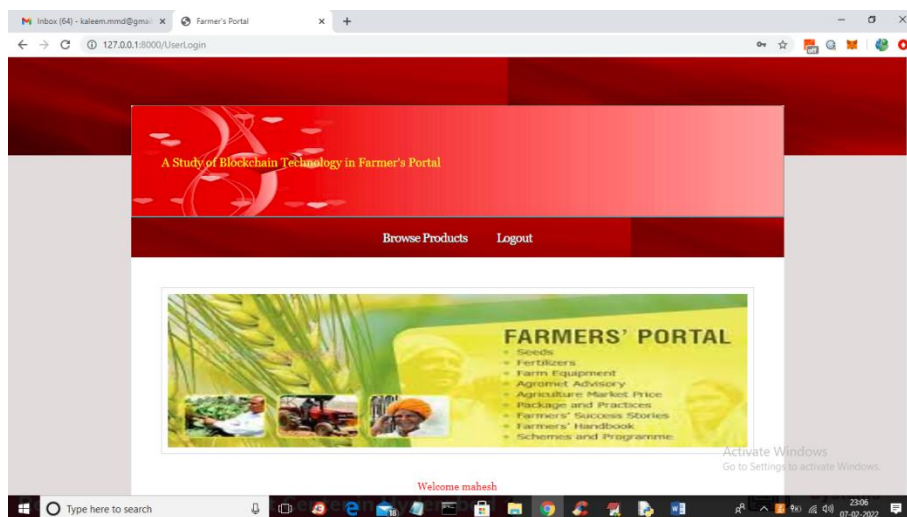 Inbox (64) - kaleem.mmd@gmai
Farmer's Portal
127.0.0.1:8000/UserLogin
A Study of Blockchain Technology in Farmer's Portal
Browse Products Logout
FARMERS' PORTAL
Seeds
Fertilizers
Farm Equipment
Agromet Advisory
Agriculture Market Price
Package and Practices
Farmers' Success Stories
Farmers' Handbook
Schemes and Programme
Activate Windows
Go to Settings to activate Windows.
Welcome mahesh
Type here to search
23:06
07-02-2022